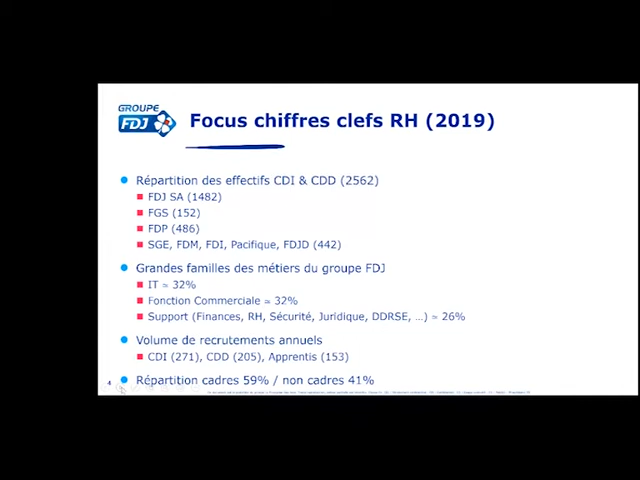 GROUPE
FDJ
Focus chiffres clefs RH (2019)
Répartition des effectifs CDI & CDD (2562)
FDJ SA (1482)
FGS (152)
FDP (486)
SGE, FDM, FDI, Pacifique, FDJD (442)
Grandes familles des métiers du groupe FDJ
IT ≈ 32%
Fonction Commerciale ≈ 32%
Support (Finances, RH, Sécurité, Juridique, DDRSE, …) ≈ 26%
Volume de recrutements annuels
CDI (271), CDD (205), Apprentis (153)
4
Répartition cadres 59% / non cadres 41%